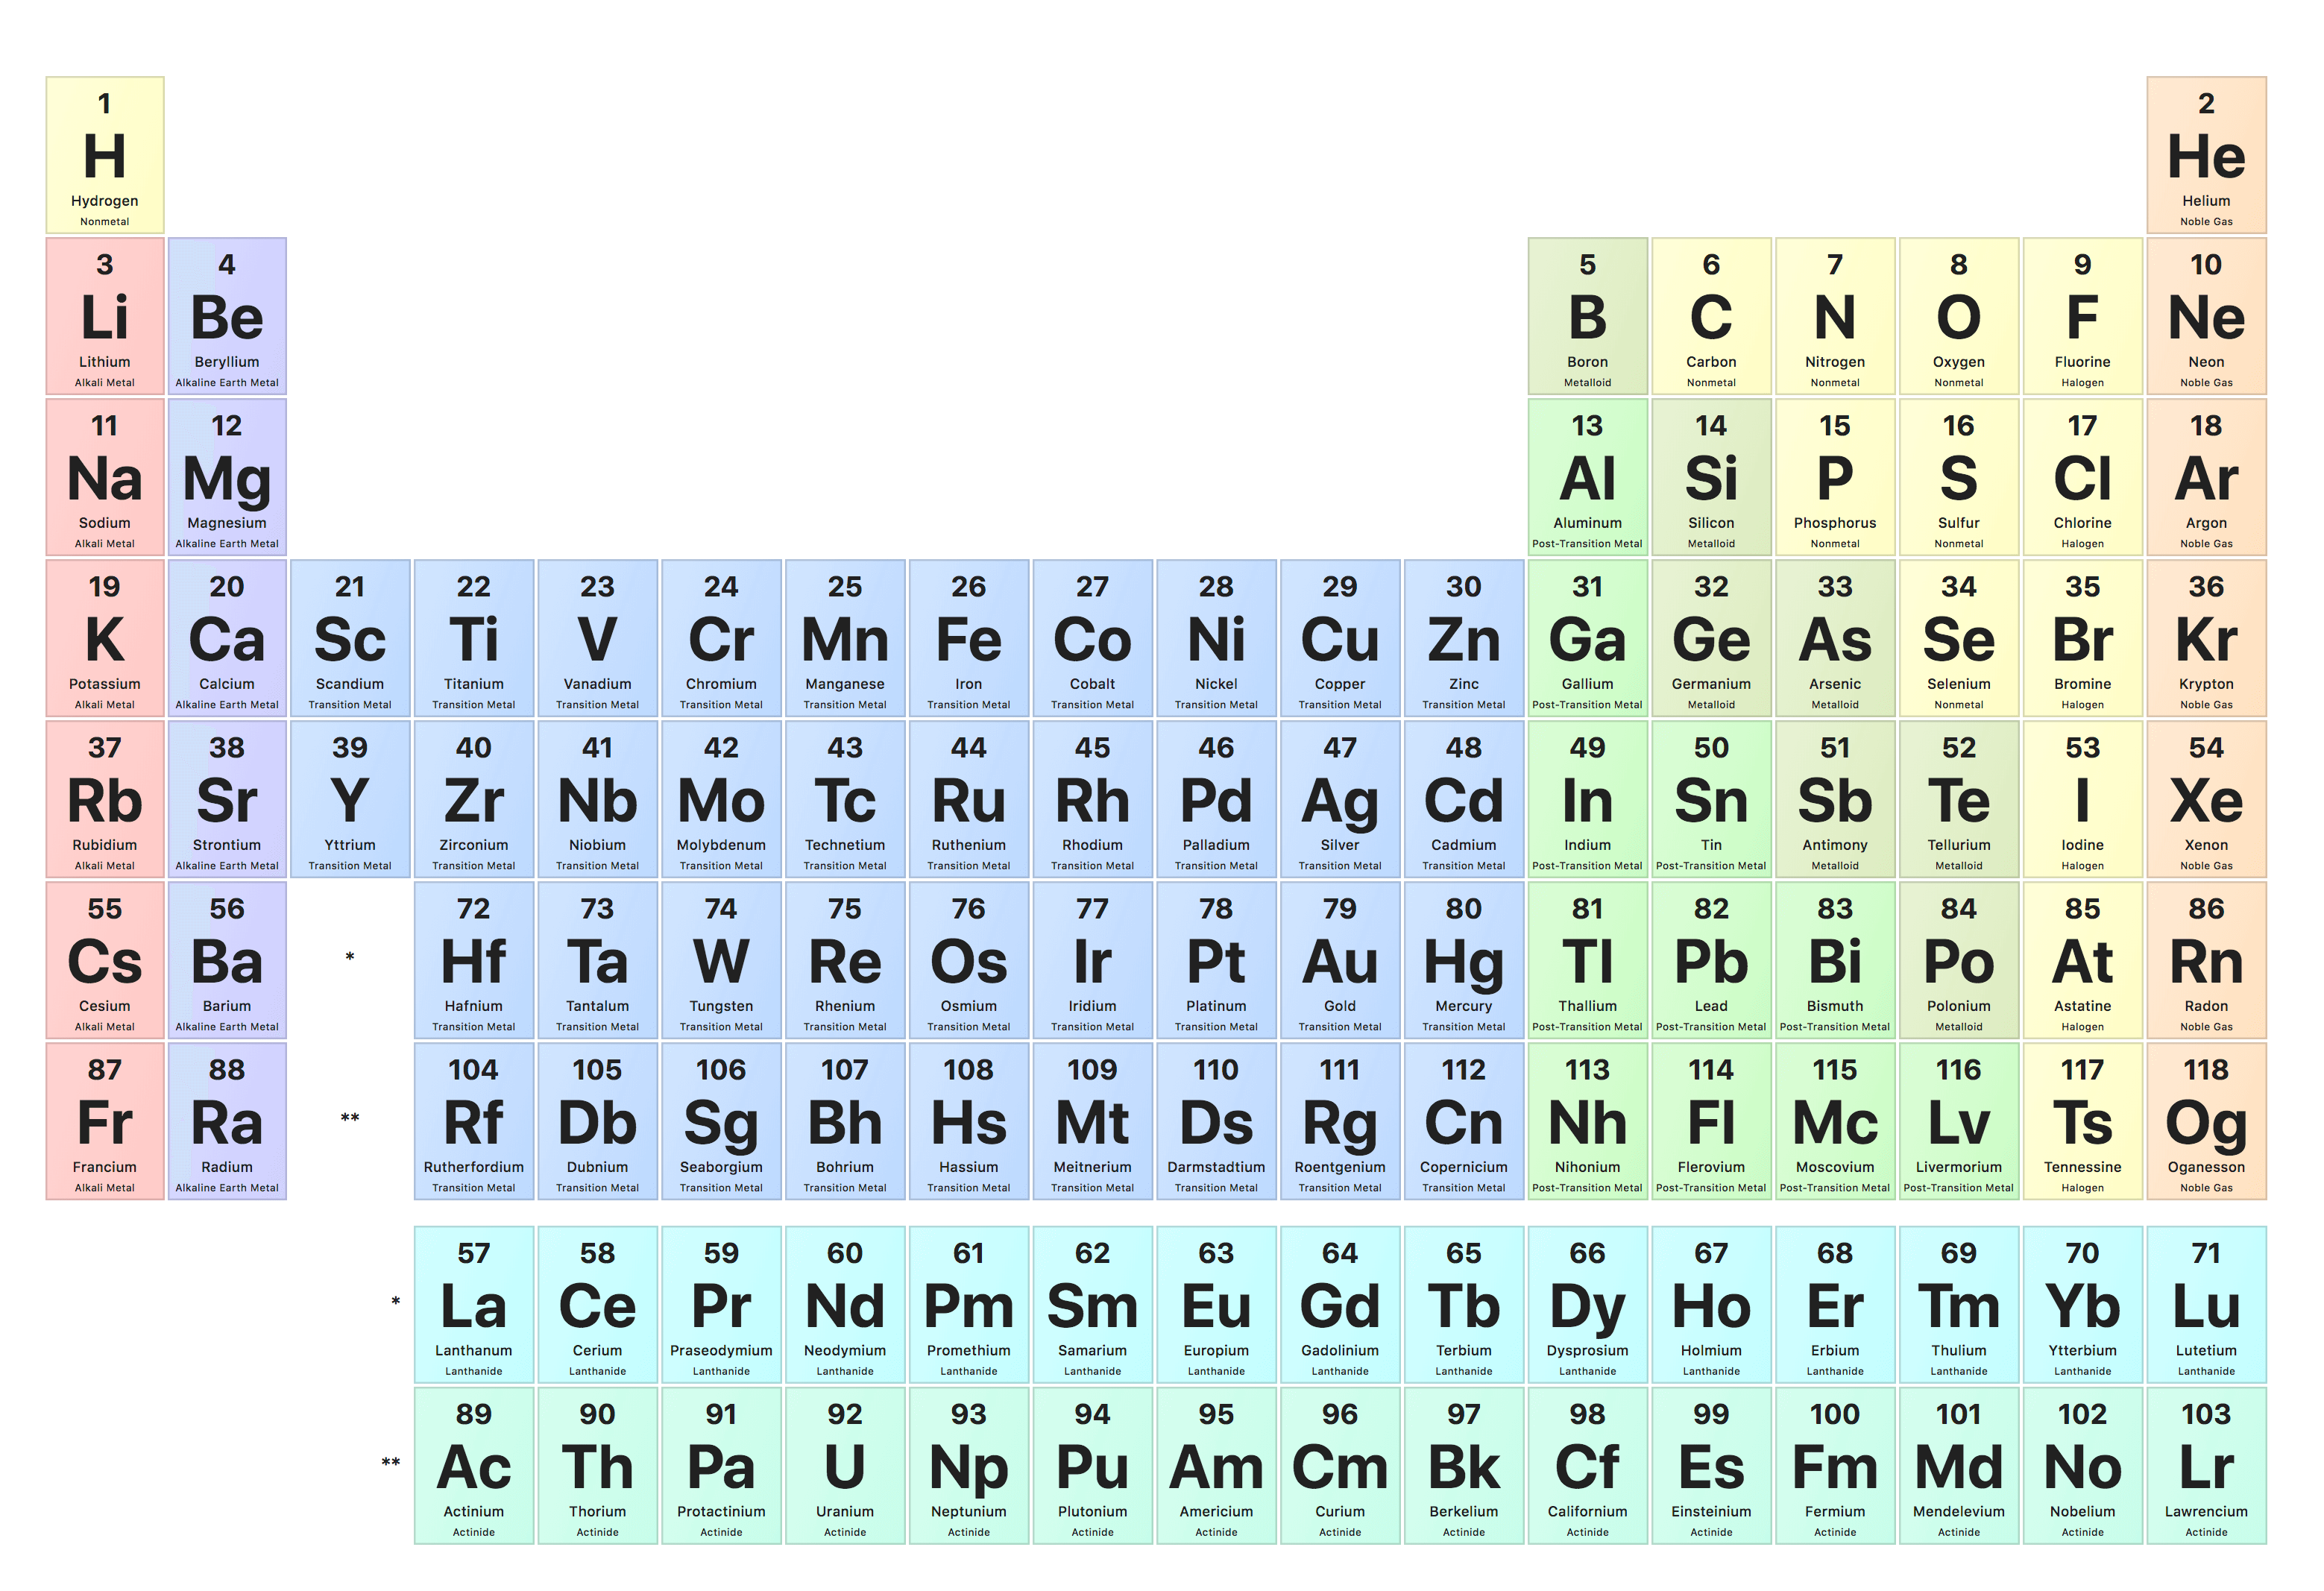 1 2
H He
Hydrogen Helium
Nonmetal Noble Gas
3 4 5 6 7 8 9 10
Li Be B C N O F Ne
Lithium Beryllium Boron Carbon Nitrogen Oxygen Fluorine Neon
Alkali Metal Alkaline Earth Metal Metalloid Nonmetal Nonmetal Nonmetal Halogen Noble Gas
11 12 13 14 15 16 17 18
Na Mg Al Si P S Cl Ar
Sodium Magnesium Aluminum Silicon Phosphorus Sulfur Chlorine Argon
Alkali Metal Alkaline Earth Metal Post-Transition Metal Metalloid Nonmetal Nonmetal Halogen Noble Gas
19 20 21 22 23 24 25 26 27 28 29 30 31 32 33 34 35 36
K Ca Sc Ti V Cr Mn Fe Co Ni Cu Zn Ga Ge As Se Br Kr
Potassium Calcium Scandium Titanium Vanadium Chromium Manganese Iron Cobalt Nickel Copper Zinc Gallium Germanium Arsenic Selenium Bromine Krypton
Alkali Metal Alkaline Earth Metal Transition Metal Transition Metal Transition Metal Transition Metal Transition Metal Transition Metal Transition Metal Transition Metal Transition Metal Transition Metal Post-Transition Metal Metalloid Metalloid Nonmetal Halogen Noble Gas
37 38 39 40 41 42 43 44 45 46 47 48 49 50 51 52 53 54
Rb Sr Y Zr Nb Mo Tc Ru Rh Pd Ag Cd In Sn Sb Te I Xe
Rubidium Strontium Yttrium Zirconium Niobium Molybdenum Technetium Ruthenium Rhodium Palladium Silver Cadmium Indium Tin Antimony Tellurium Iodine Xenon
Alkali Metal Alkaline Earth Metal Transition Metal Transition Metal Transition Metal Transition Metal Transition Metal Transition Metal Transition Metal Transition Metal Transition Metal Transition Metal Post-Transition Metal Post-Transition Metal Metalloid Metalloid Halogen Noble Gas
55 56 72 73 74 75 76 77 78 79 80 81 82 83 84 85 86
Cs Ba * Hf Ta W Re Os Ir Pt Au Hg Tl Pb Bi Po At Rn
Cesium Barium Hafnium Tantalum Tungsten Rhenium Osmium Iridium Platinum Gold Mercury Thallium Lead Bismuth Polonium Astatine Radon
Alkali Metal Alkaline Earth Metal Transition Metal Transition Metal Transition Metal Transition Metal Transition Metal Transition Metal Transition Metal Transition Metal Transition Metal Post-Transition Metal Post-Transition Metal Post-Transition Metal Metalloid Halogen Noble Gas
87 88 104 105 106 107 108 109 110 111 112 113 114 115 116 117 118
Fr Ra ** Rf Db Sg Bh Hs Mt Ds Rg Cn Nh Fl Mc Lv Ts Og
Francium Radium Rutherfordium Dubnium Seaborgium Bohrium Hassium Meitnerium Darmstadtium Roentgenium Copernicium Nihonium Flerovium Moscovium Livermorium Tennessine Oganesson
Alkali Metal Alkaline Earth Metal Transition Metal Transition Metal Transition Metal Transition Metal Transition Metal Transition Metal Transition Metal Transition Metal Transition Metal Post-Transition Metal Post-Transition Metal Post-Transition Metal Post-Transition Metal Halogen Noble Gas
57 58 59 60 61 62 63 64 65 66 67 68 69 70 71
* La Ce Pr Nd Pm Sm Eu Gd Tb Dy Ho Er Tm Yb Lu
Lanthanum Cerium Praseodymium Neodymium Promethium Samarium Europium Gadolinium Terbium Dysprosium Holmium Erbium Thulium Ytterbium Lutetium
Lanthanide Lanthanide Lanthanide Lanthanide Lanthanide Lanthanide Lanthanide Lanthanide Lanthanide Lanthanide Lanthanide Lanthanide Lanthanide Lanthanide Lanthanide
89 90 91 92 93 94 95 96 97 98 99 100 101 102 103
** Ac Th Pa U Np Pu Am Cm Bk Cf Es Fm Md No Lr
Actinium Thorium Protactinium Uranium Neptunium Plutonium Americium Curium Berkelium Californium Einsteinium Fermium Mendelevium Nobelium Lawrencium
Actinide Actinide Actinide Actinide Actinide Actinide Actinide Actinide Actinide Actinide Actinide Actinide Actinide Actinide Actinide